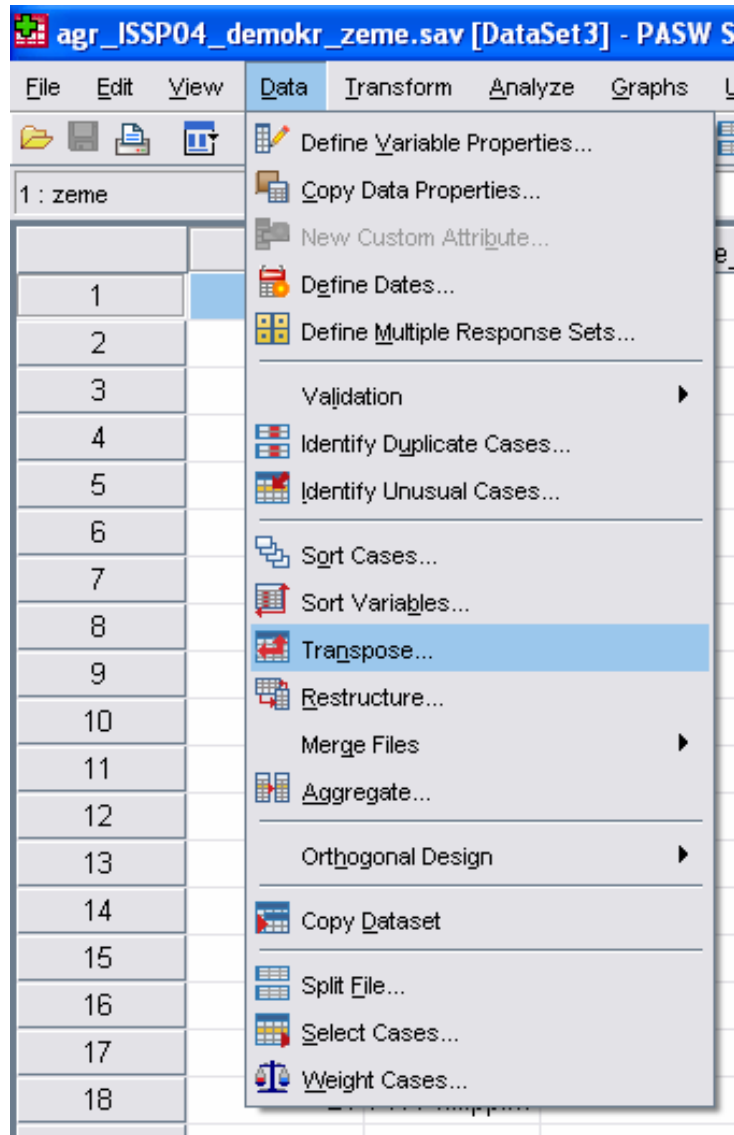 agr_ISSP04_demokr_zeme.sav [DataSet3] - PASW S
File Edit View Data Transform Analyze Graphs
1 : zeme
Define Variable Properties...
Copy Data Properties...
New Custom Attribute...
Define Dates...
Define Multiple Response Sets...
Validation
Identify Duplicate Cases...
Identify Unusual Cases...
Sort Cases...
Sort Variables...
Transpose...
Restructure...
Merge Files
Aggregate...
Orthogonal Design
Copy Dataset
Split File...
Select Cases...
Weight Cases...
1
2
3
4
5
6
7
8
9
10
11
12
13
14
15
16
17
18